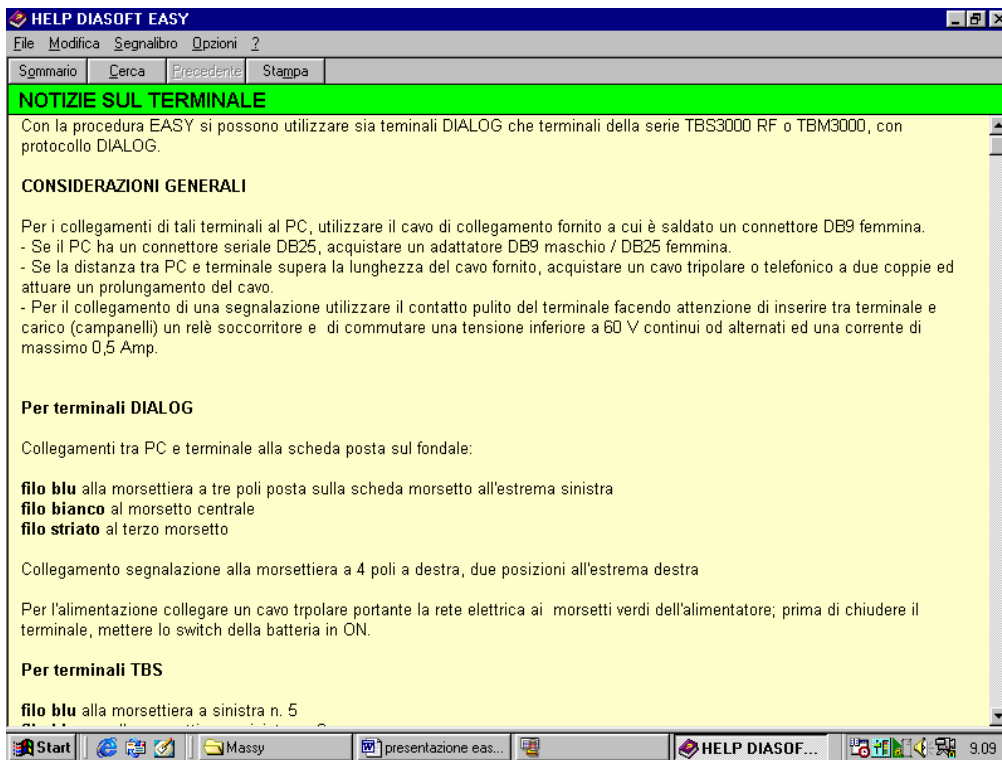 HELP DIASOFT EASY
File Modifica Segnalibro Opzioni ?
Sommario Cerca Precedente Stampa
NOTIZIE SUL TERMINALE
Con la procedura EASY si possono utilizzare sia teminali DIALOG che terminali della serie TBS3000 RF o TBM3000, con
protocollo DIALOG.
CONSIDERAZIONI GENERALI
Per i collegamenti di tali terminali al PC, utilizzare il cavo di collegamento fornito a cui è saldato un connettore DB9 femmina.
- Se il PC ha un connettore seriale DB25, acquistare un adattatore DB9 maschio / DB25 femmina.
- Se la distanza tra PC e terminale supera la lunghezza del cavo fornito, acquistare un cavo tripolare o telefonico a due coppie ed
attuare un prolungamento del cavo.
- Per il collegamento di una segnalazione utilizzare il contatto pulito del terminale facendo attenzione di inserire tra terminale e
carico (campanelli) un relè soccorritore e di commutare una tensione inferiore a 60 V continui od alternati ed una corrente di
massimo 0,5 Amp.
Per terminali DIALOG
Collegamenti tra PC e terminale alla scheda posta sul fondale:
filo blu alla morsettiera a tre poli posta sulla scheda morsetto all'estrema sinistra
filo bianco al morsetto centrale
filo striato al terzo morsetto
Collegamento segnalazione alla morsettiera a 4 poli a destra, due posizioni all'estrema destra
Per l'alimentazione collegare un cavo trpolare portante la rete elettrica ai morsetti verdi dell'alimentatore; prima di chiudere il
terminale, mettere lo switch della batteria in ON.
Per terminali TBS
filo blu alla morsettiera a sinistra n. 5
Start Massy presentazione eas... HELP DIASOF... 9.09